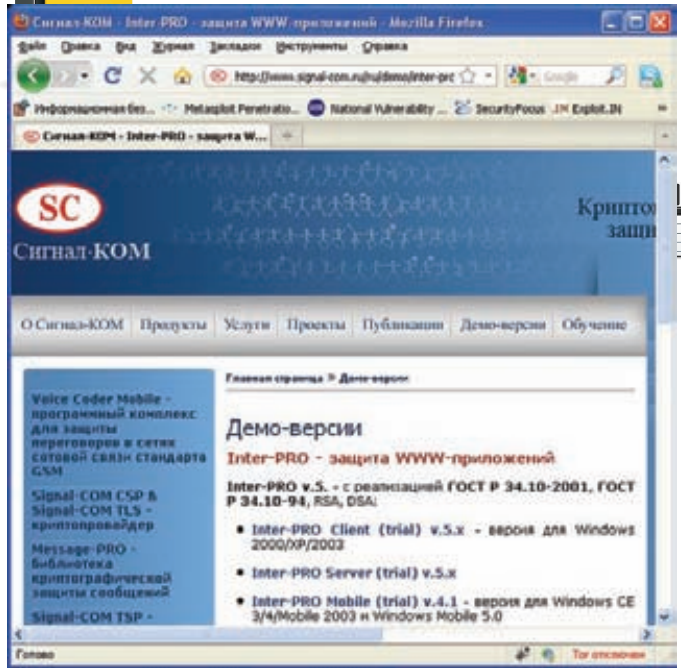 Сигнал-КОМ - Inter-PRO - защита WWW-приложений - Mozilla Firefox
Файл Правка Вид Журнал Закладки Инструменты Справка
http://www.signal-com.ru/ru/demo/inter-prc
Google
Информационная без... Metasploit Penetratio... National Vulnerability ... SecurityFocus Exploit.IN
Сигнал-КОМ - Inter-PRO - защита W...
SC
Сигнал-КОМ
Крипто
защи
О Сигнал-КОМ Продукты Услуги Проекты Публикации Демо-версии Обучение
Voice Coder Mobile -
программный комплекс
для защиты
переговоров в сетях
сотовой связи стандарта
GSM
Signal-COM CSP &
Signal-COM TLS -
криптопровайдер
Message-PRO -
библиотека
криптографической
защиты сообщений
Signal-COM TSP -
Главная страница » Демо-версии
Демо-версии
Inter-PRO - защита WWW-приложений
Inter-PRO v.5. - с реализацией ГОСТ Р 34.10-2001, ГОСТ
Р 34.10-94, RSA, DSA:
Inter-PRO Client (trial) v.5.x - версия для Windows
2000/XP/2003
Inter-PRO Server (trial) v.5.x
Inter-PRO Mobile (trial) v.4.1 - версия для Windows CE
3/4/Mobile 2003 и Windows Mobile 5.0
Готово
Tor отключен